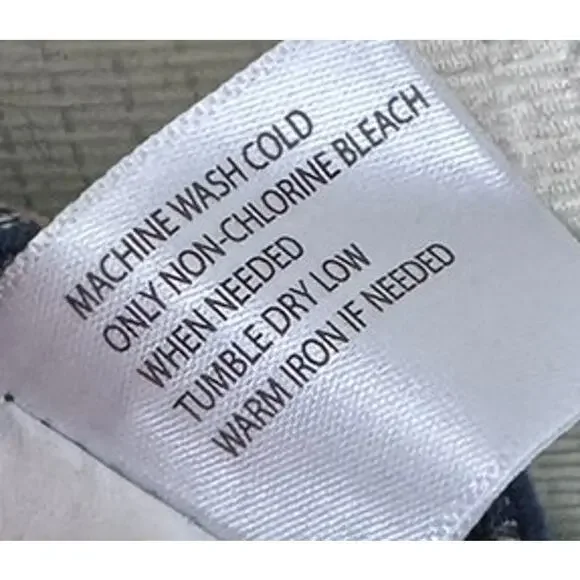 MACHINE WASH COLD
ONLY NON-CHLORINE BLEACH
WHEN NEEDED
TUMBLE DRY LOW
WARM IRON IF NEEDED